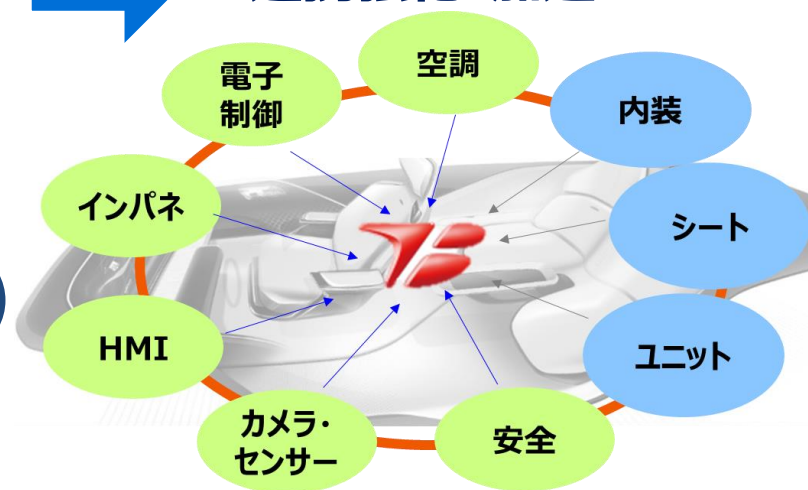 空調
電子
制御
内装
インパネ
シート
HMI
ユニット
カメラ・
センサー
安全